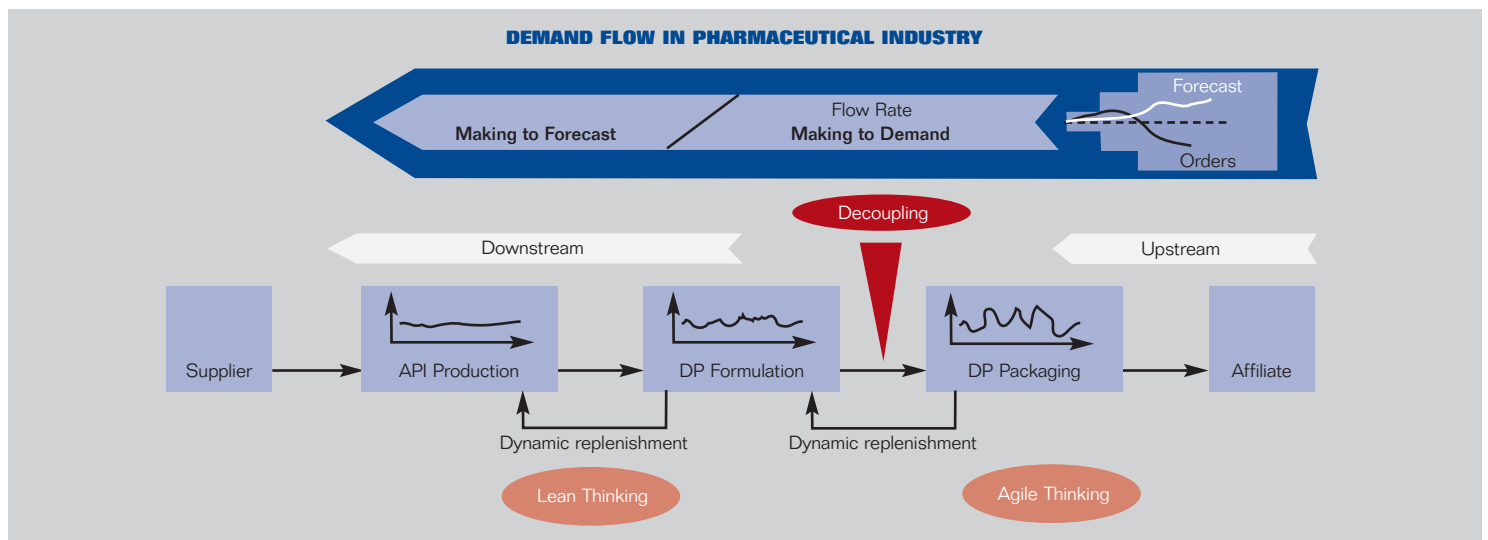 DEMAND FLOW IN PHARMACEUTICAL INDUSTRY
Forecast
Flow Rate
Making to Forecast
Making to Demand
Orders
Decoupling
Downstream
Upstream
Supplier
API Production
DP Formulation
DP Packaging
Affiliate
Dynamic replenishment
Dynamic replenishment
Lean Thinking
Agile Thinking